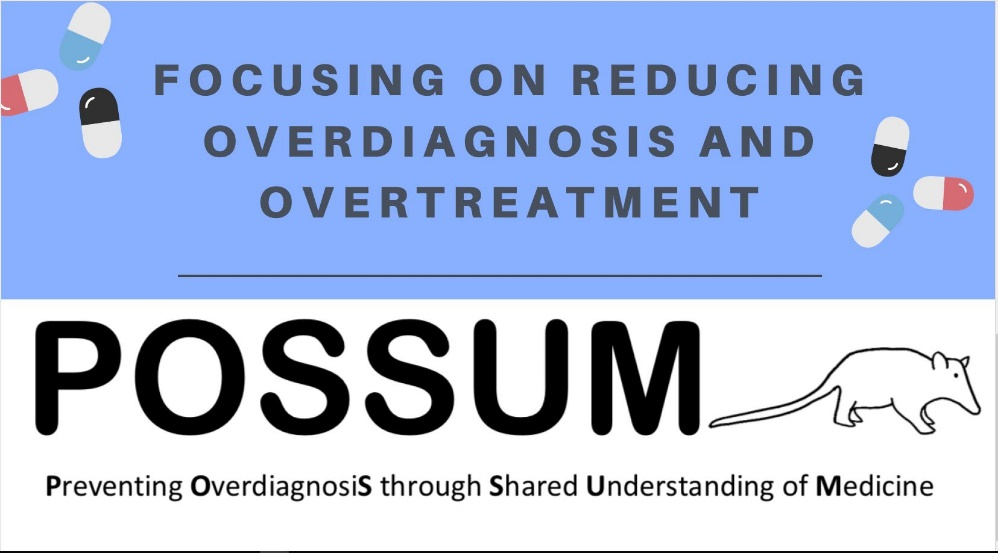 FOCUSING ON REDUCING
OVERDIAGNOSIS AND
OVERTREATMENT
POSSUM
Preventing OverdiagnosiS through Shared Understanding of Medicine